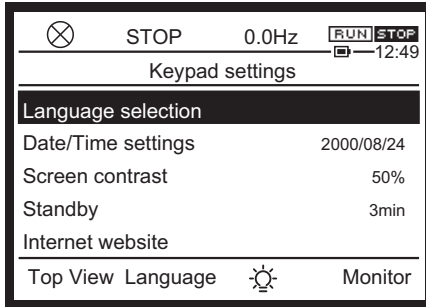 STOP 0.0Hz RUN STOP
12:49
Keypad settings
Language selection
Date/Time settings 2000/08/24
Screen contrast 50%
Standby 3min
Internet website
Top View Language Monitor